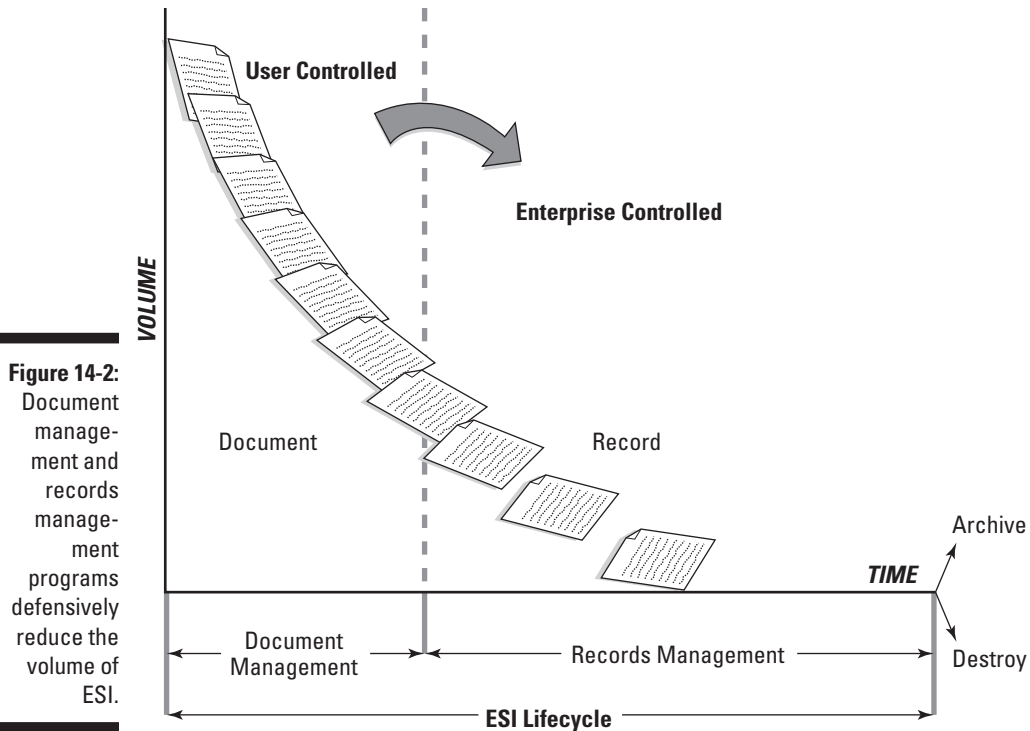 User Controlled
Enterprise Controlled
VOLUME
Figure 14-2:
Document
manage-
ment and
records
manage-
ment
programs
defensively
reduce the
volume of
ESI.
Document
Record
TIME
Archive
Destroy
Document
Management
Records Management
ESI Lifecycle